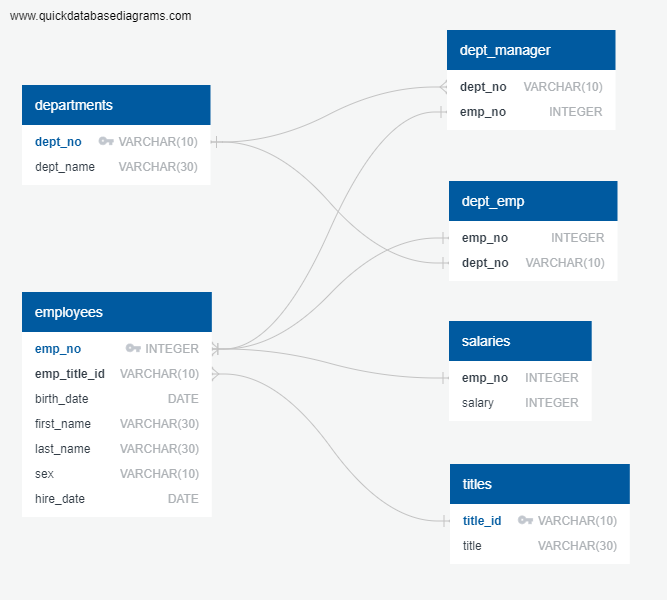 www.quickdatabasediagrams.com
departments
dept_no VARCHAR(10)
dept_name VARCHAR(30)
employees
emp_no INTEGER
emp_title_id VARCHAR(10)
birth_date DATE
first_name VARCHAR(30)
last_name VARCHAR(30)
sex VARCHAR(10)
hire_date DATE
dept_manager
dept_no VARCHAR(10)
emp_no INTEGER
dept_emp
emp_no INTEGER
dept_no VARCHAR(10)
salaries
emp_no INTEGER
salary INTEGER
titles
title_id VARCHAR(10)
title VARCHAR(30)